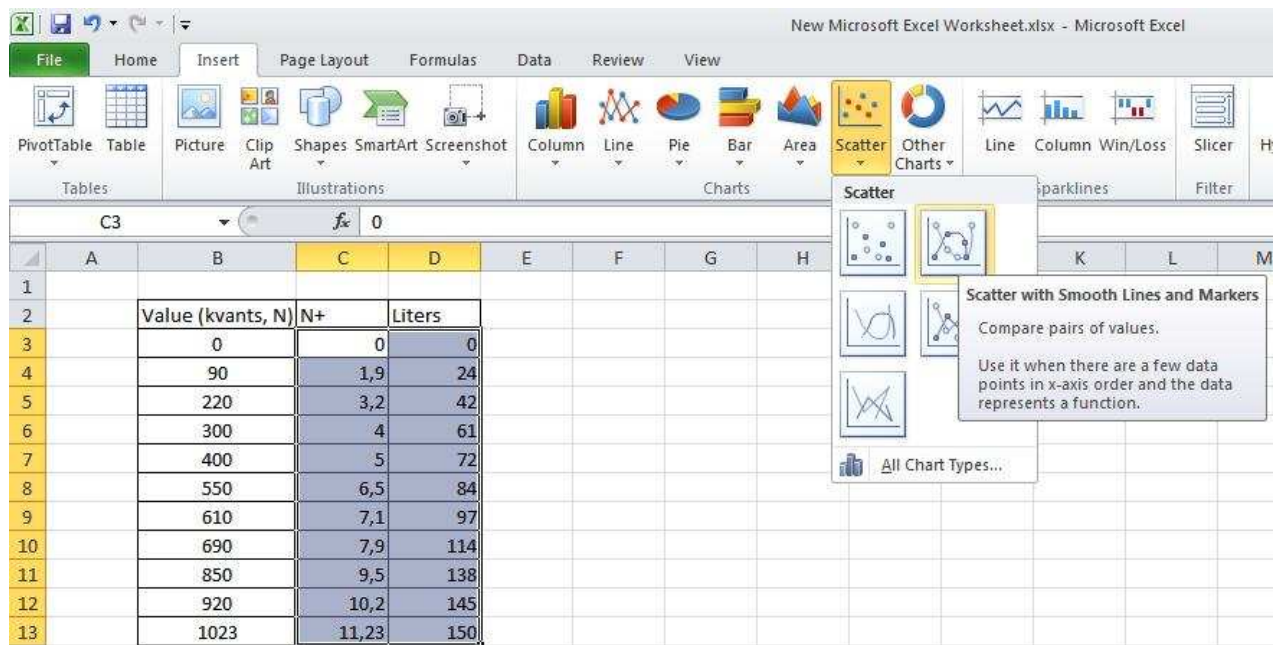 New Microsoft Excel Worksheet.xlsx - Microsoft Excel
File Home Insert Page Layout Formulas Data Review View
PivotTable Table Picture Clip Art Shapes SmartArt Screenshot Column Line Pie Bar Area Scatter Other Charts Line Column Win/Loss Slicer
Tables Illustrations Charts Sparklines Filter
Scatter
C3 fx 0
A B C D E F G H K L M
1
2 Value (kvants, N) N+ Liters
3 0 0 0
4 90 1,9 24
5 220 3,2 42
6 300 4 61
7 400 5 72
8 550 6,5 84
9 610 7,1 97
10 690 7,9 114
11 850 9,5 138
12 920 10,2 145
13 1023 11,23 150
Scatter with Smooth Lines and Markers
Compare pairs of values.
Use it when there are a few data
points in x-axis order and the data
represents a function.
All Chart Types...